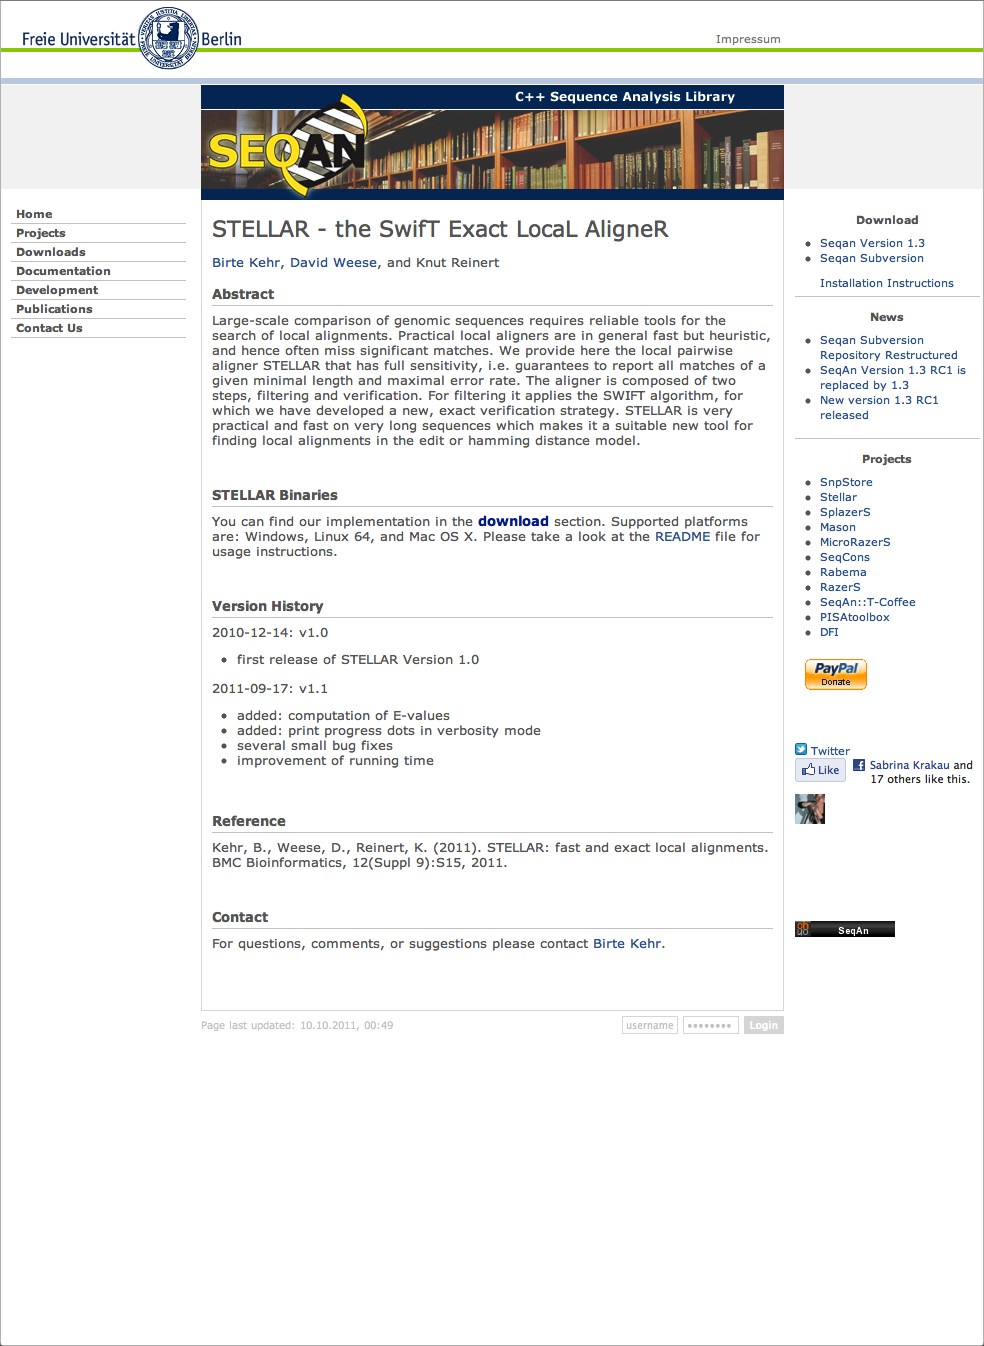 Freie Universität Berlin
Impressum
C++ Sequence Analysis Library
SEQAN
Home
Projects
Downloads
Documentation
Development
Publications
Contact Us
STELLAR - the SwifT Exact LocaL AligneR
Birte Kehr, David Weese, and Knut Reinert
Abstract
Large-scale comparison of genomic sequences requires reliable tools for the
search of local alignments. Practical local aligners are in general fast but heuristic,
and hence often miss significant matches. We provide here the local pairwise
aligner STELLAR that has full sensitivity, i.e. guarantees to report all matches of a
given minimal length and maximal error rate. The aligner is composed of two
steps, filtering and verification. For filtering it applies the SWIFT algorithm, for
which we have developed a new, exact verification strategy. STELLAR is very
practical and fast on very long sequences which makes it a suitable new tool for
finding local alignments in the edit or hamming distance model.
STELLAR Binaries
You can find our implementation in the download section. Supported platforms
are: Windows, Linux 64, and Mac OS X. Please take a look at the README file for
usage instructions.
Version History
2010-12-14: v1.0
• first release of STELLAR Version 1.0
2011-09-17: v1.1
• added: computation of E-values
• added: print progress dots in verbosity mode
• several small bug fixes
• improvement of running time
Reference
Kehr, B., Weese, D., Reinert, K. (2011). STELLAR: fast and exact local alignments.
BMC Bioinformatics, 12(Suppl 9):S15, 2011.
Contact
For questions, comments, or suggestions please contact Birte Kehr.
Page last updated: 10.10.2011, 00:49
username •••••••• Login
Download
• Seqan Version 1.3
• Seqan Subversion
Installation Instructions
News
• Seqan Subversion
Repository Restructured
• SeqAn Version 1.3 RC1 is
replaced by 1.3
• New version 1.3 RC1
released
Projects
• SnpStore
• Stellar
• SplazerS
• Mason
• MicroRazerS
• SeqCons
• Rabema
• RazerS
• SeqAn::T-Coffee
• PISAtoolbox
• DFI
PayPal
Donate
Twitter
Like
Sabrina Krakau and
17 others like this.
SeqAn